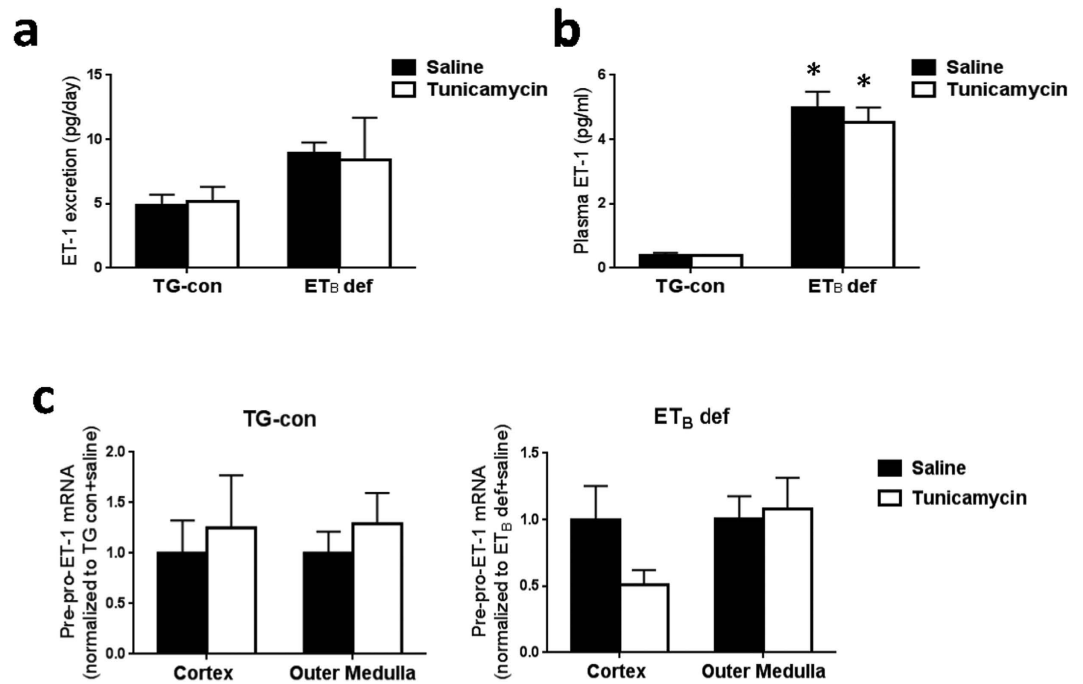 a
ET-1 excretion (pg/day)
15
10
5
0
TG-con
ETB def
Saline
Tunicamycin
b
Plasma ET-1 (pg/ml)
6
4
2
0
*
*
TG-con
ETB def
Saline
Tunicamycin
c
TG-con
Pre-pro-ET-1 mRNA
(normalized to TG con+saline)
2.0
1.5
1.0
0.5
0.0
Cortex
Outer Medulla
ETB def
Pre-pro-ET-1 mRNA
(normalized to ETB def+saline)
1.5
1.0
0.5
0.0
Cortex
Outer Medulla
Saline
Tunicamycin